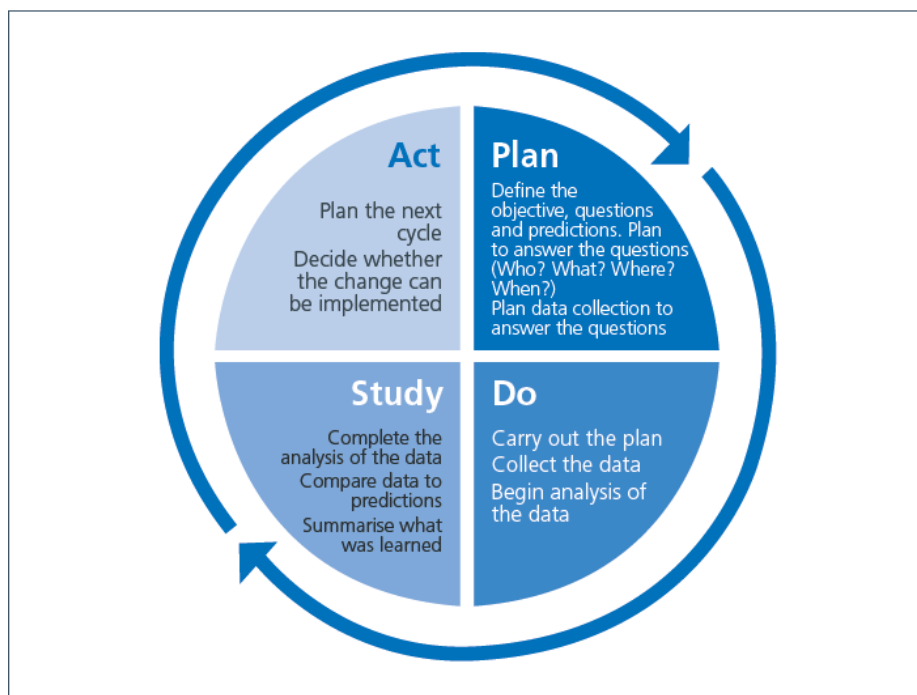 Act
Plan the next
cycle
Decide whether
the change can
be implemented
Plan
Define the
objective, questions
and predictions. Plan
to answer the questions
(Who? What? Where?
When?)
Plan data collection to
answer the questions
Study
Complete the
analysis of the data
Compare data to
predictions
Summarise what
was learned
Do
Carry out the plan
Collect the data
Begin analysis of
the data